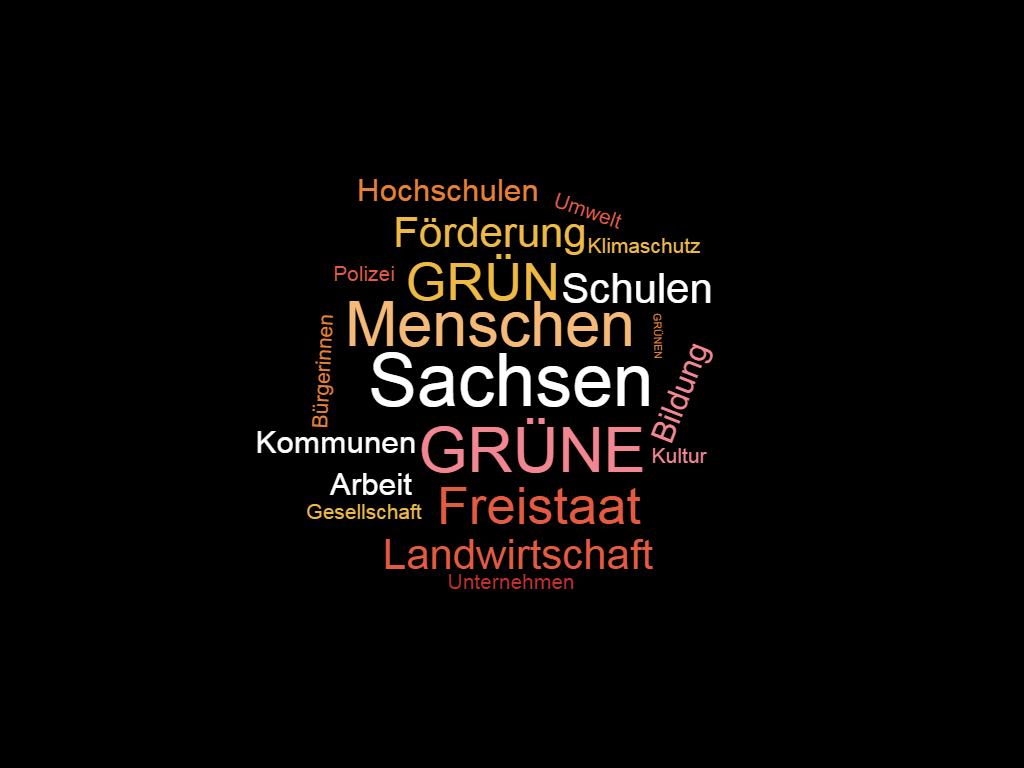 Hochschulen
Umwelt
Förderung
Klimaschutz
Polizei
GRÜN
Schulen
Menschen
GRÜNEN
Bürgerinnen
Sachsen
Bildung
Kommunen
GRÜNE
Kultur
Arbeit
Gesellschaft
Freistaat
Landwirtschaft
Unternehmen